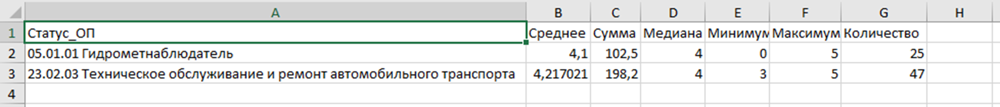 A B C D E F G H
1 Статус_ОП Среднее Сумма Медиана Минимум Максимум Количество
2 05.01.01 Гидрометнаблюдатель 4,1 102,5 4 0 5 25
3 23.02.03 Техническое обслуживание и ремонт автомобильного транспорта 4,217021 198,2 4 3 5 47
4